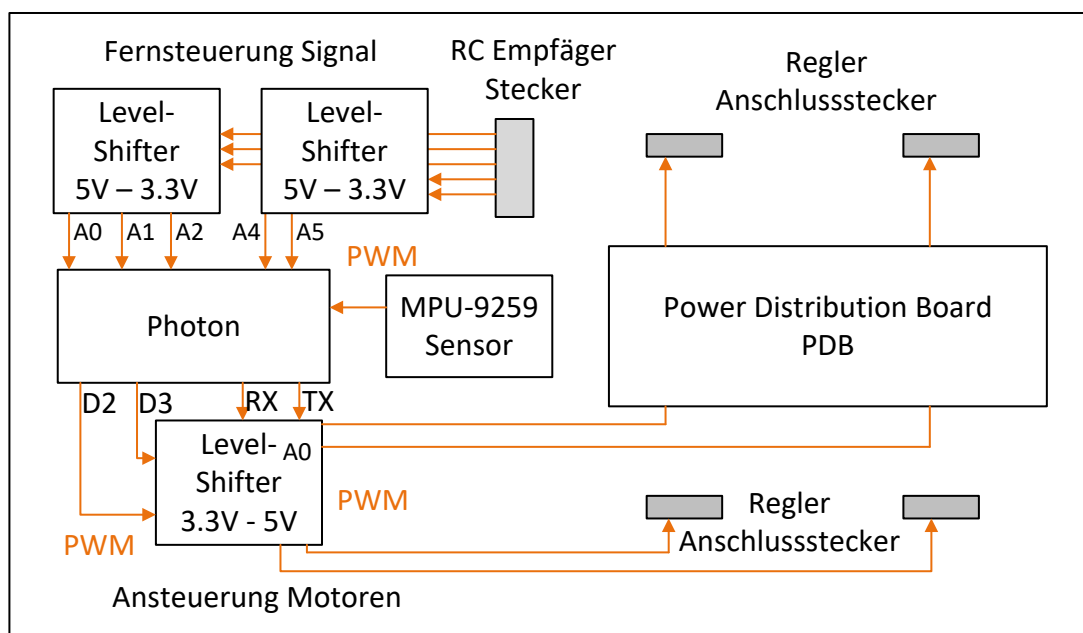 Fernsteuerung Signal
RC Empfäger
Stecker
Regler
Anschlussstecker
Level-
Shifter
5V – 3.3V
Level-
Shifter
5V – 3.3V
A0
A1
A2
A4
A5
PWM
Photon
MPU-9259
Sensor
Power Distribution Board
PDB
D2
D3
RX
TX
Level-
Shifter
3.3V - 5V
A0
PWM
PWM
Regler
Anschlussstecker
Ansteuerung Motoren